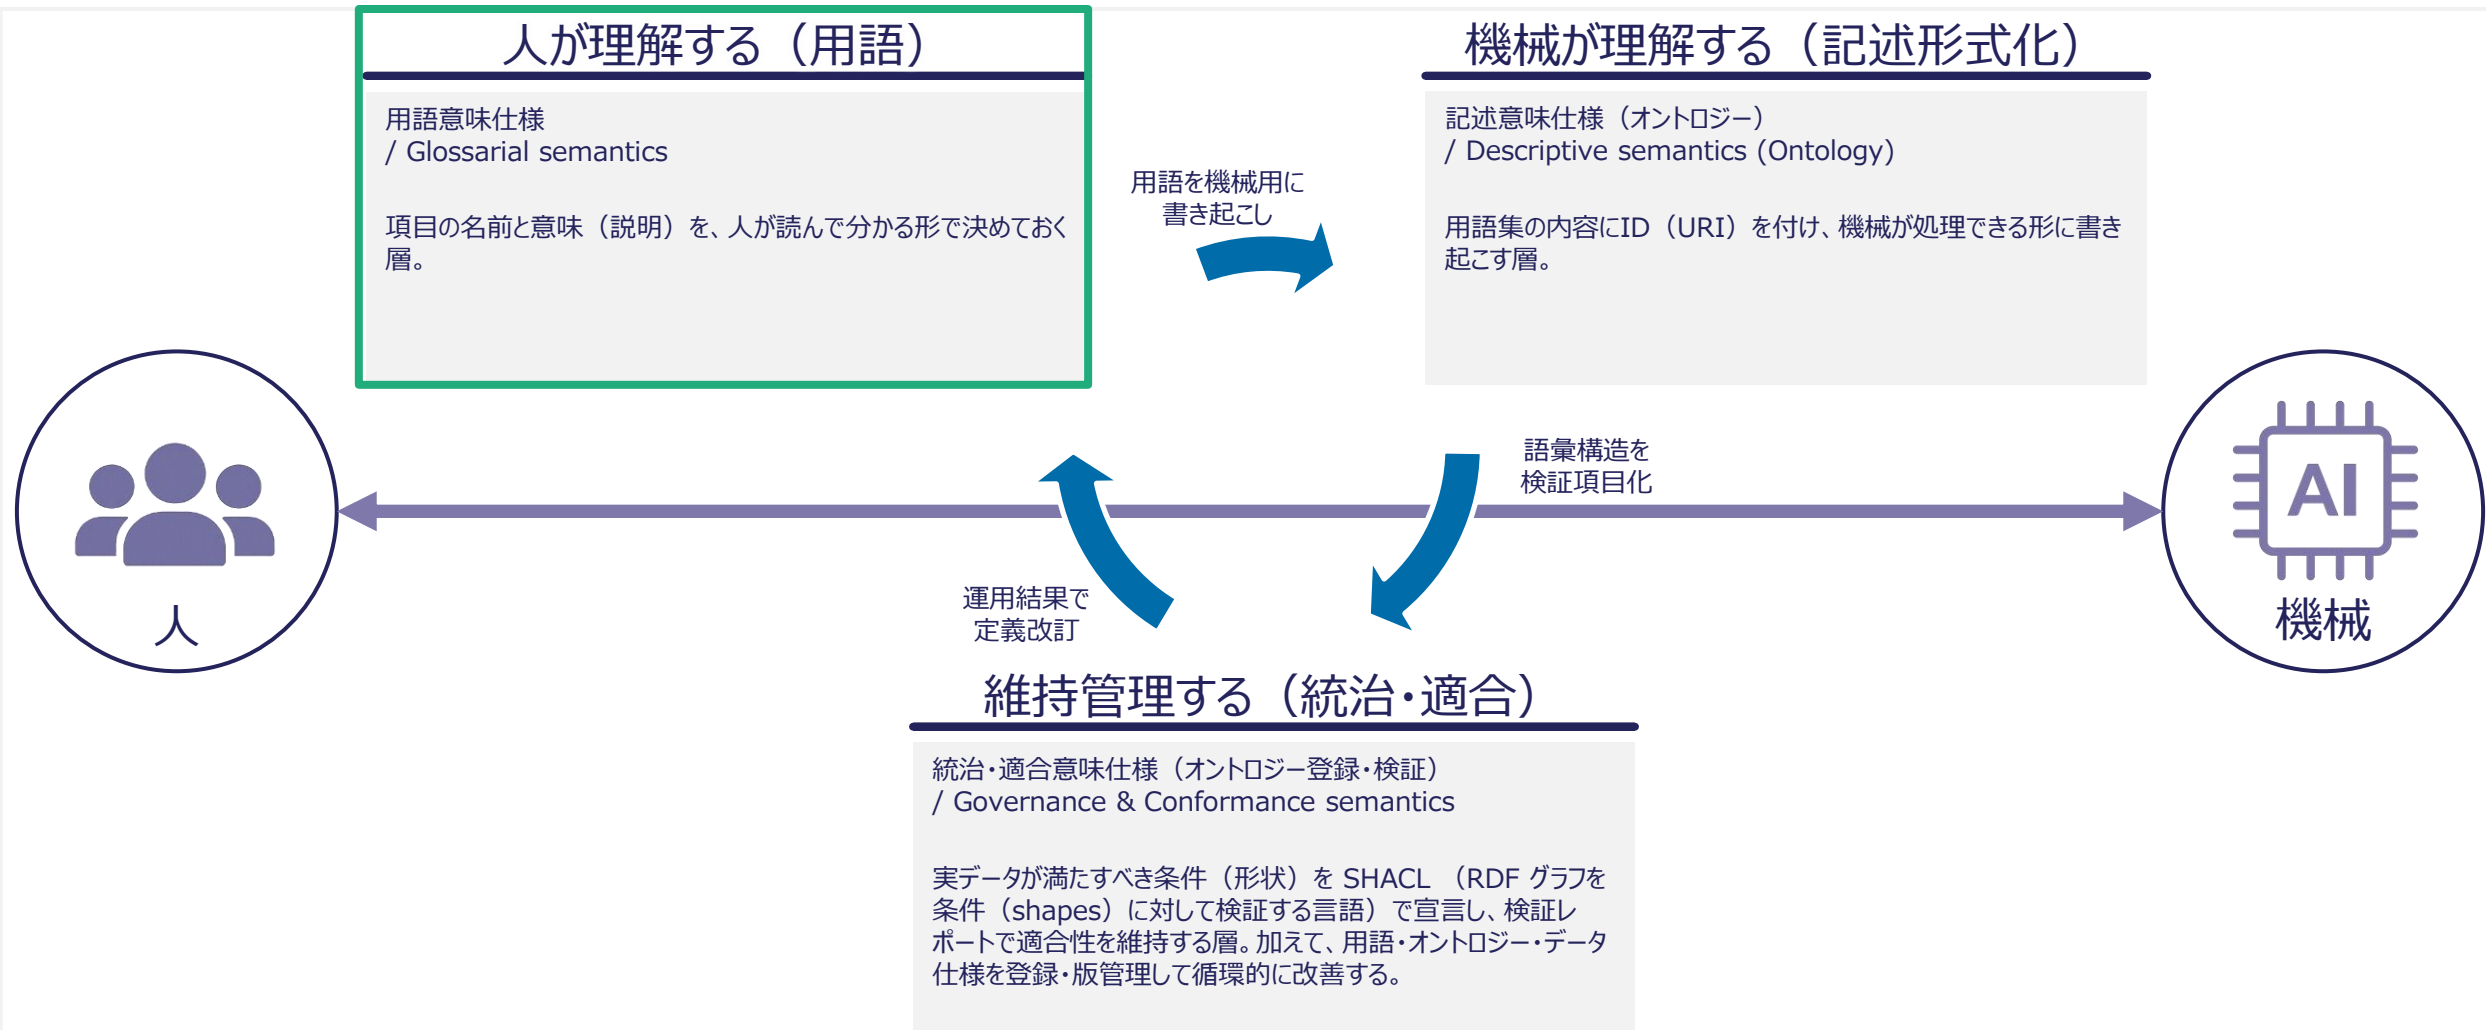 人が理解する（用語）
用語意味仕様
/ Glossarial semantics
項目の名前と意味（説明）を、人が読んで分かる形で決めておく
層。
用語を機械用に
書き起こし
機械が理解する（記述形式化）
記述意味仕様（オントロジー）
/ Descriptive semantics (Ontology)
用語集の内容にID（URI）を付け、機械が処理できる形に書き
起こす層。
人
語彙構造を
検証項目化
AI
機械
運用結果で
定義改訂
維持管理する（統治・適合）
統治・適合意味仕様（オントロジー登録・検証）
/ Governance & Conformance semantics
実データが満たすべき条件（形状）を SHACL （RDF グラフを
条件（shapes）に対して検証する言語）で宣言し、検証レ
ポートで適合性を維持する層。加えて、用語・オントロジー・データ
仕様を登録・版管理して循環的に改善する。